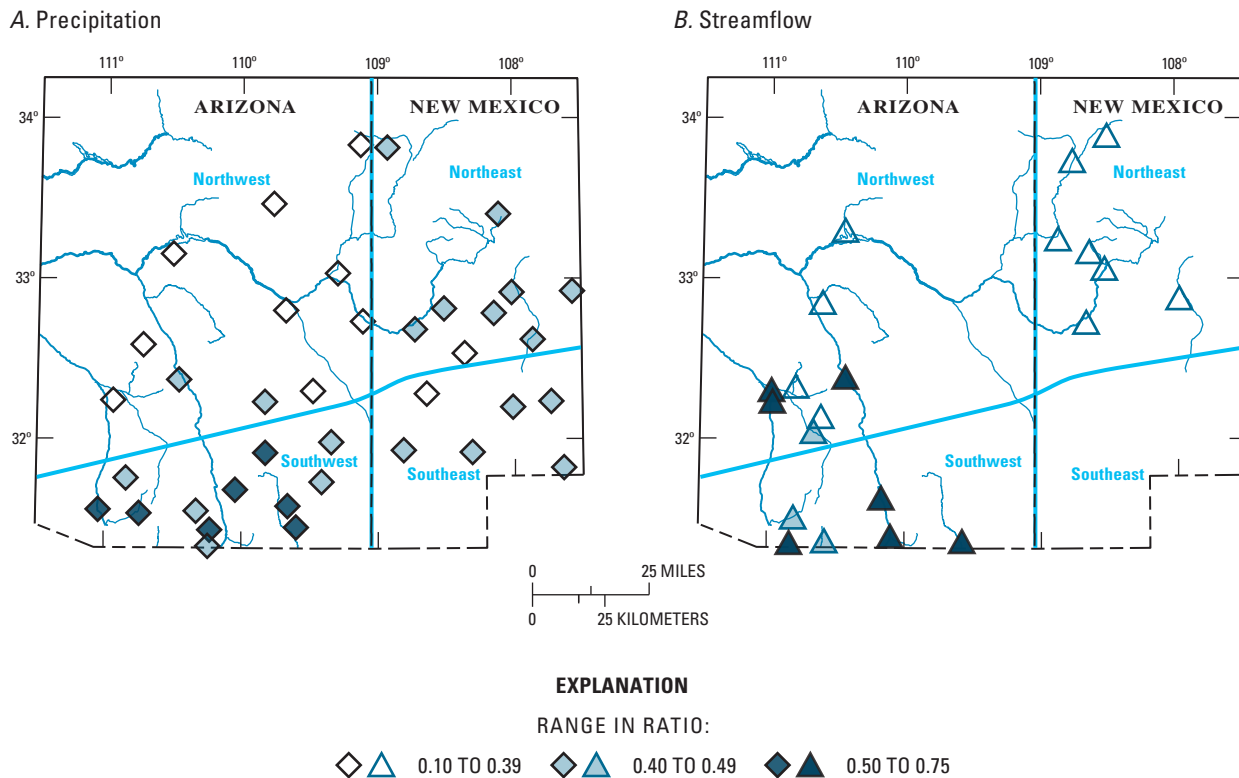 A. Precipitation
B. Streamflow
111° 110° 109° 108°
111° 110° 109° 108°
ARIZONA NEW MEXICO
ARIZONA NEW MEXICO
34°
34°
Northwest Northeast
Northwest Northeast
33°
33°
32°
32°
Southwest Southeast
Southwest Southeast
0 25 MILES
0 25 KILOMETERS
EXPLANATION
RANGE IN RATIO:
0.10 TO 0.39 0.40 TO 0.49 0.50 TO 0.75